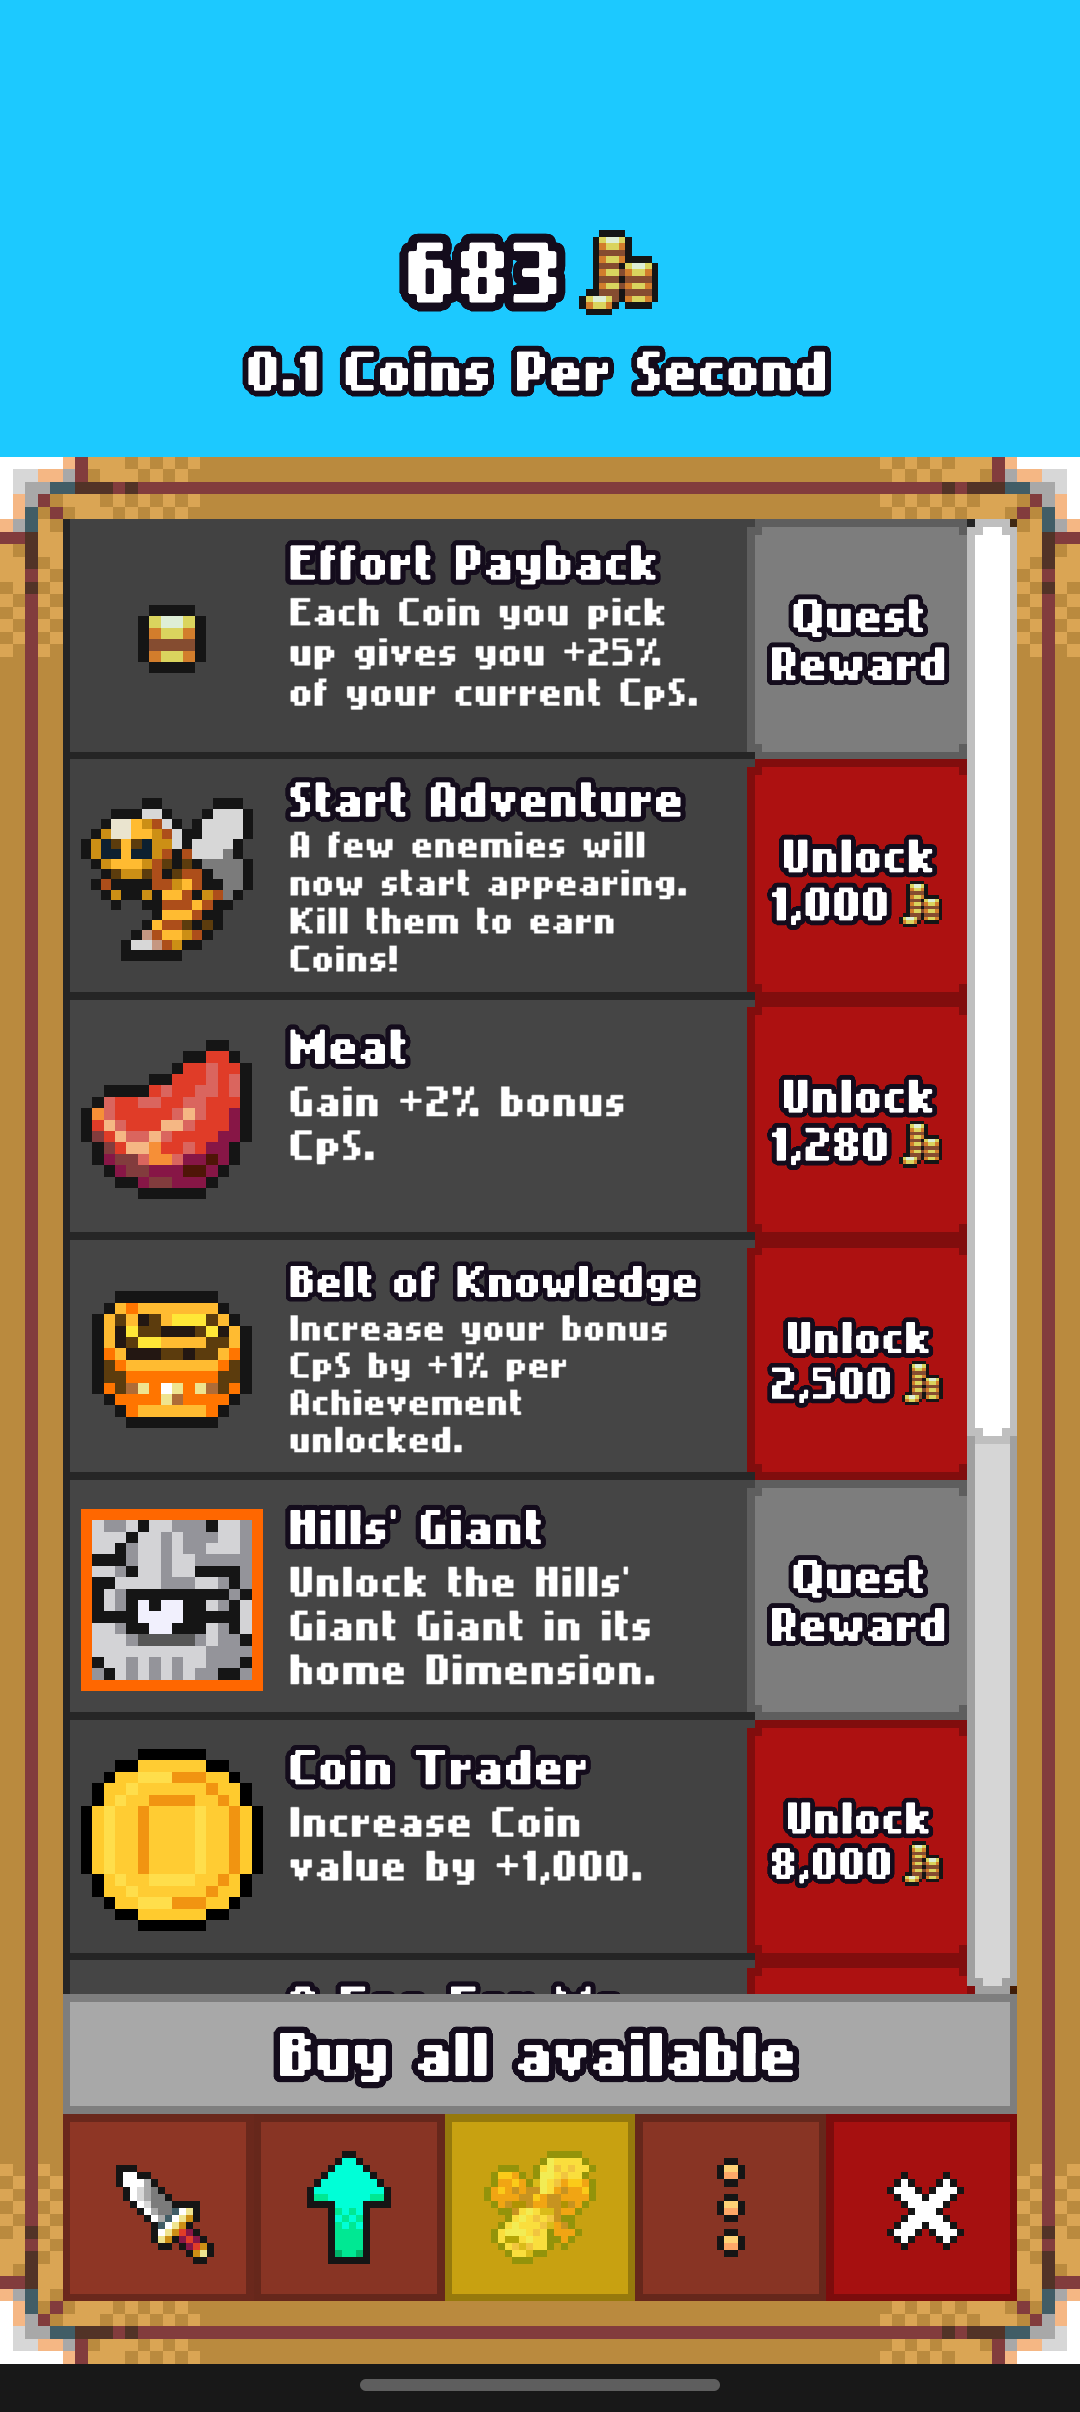 683
0.1 Coins Per Second
Effort Payback
Each Coin you pick
up gives you +25%
of your current CpS.
Quest
Reward
Start Adventure
A few enemies will
now start appearing.
Kill them to earn
Coins!
Unlock
1,000
Meat
Gain +2% bonus
CpS.
Unlock
1,280
Belt of Knowledge
Increase your bonus
CpS by +1% per
Achievement
unlocked.
Unlock
2,500
Hills' Giant
Unlock the Hills'
Giant Giant in its
home Dimension.
Quest
Reward
Coin Trader
Increase Coin
value by +1,000.
Unlock
8,000
Buy all available